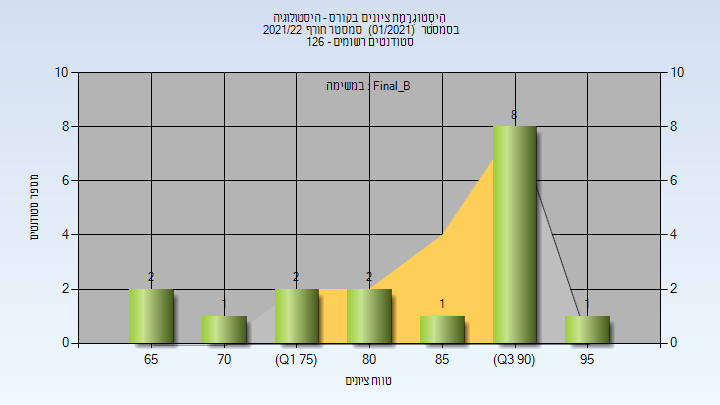 היסטוגרמת ציונים בקורס - היסטולוגיה
בסמסטר (01/2021) סמסטר חורף 2021/22
סטודנטים רשומים - 126
במשימה : Final_B
10 10
8 8
6 6
4 4
2 2
0 0
מספר סטודנטים
2 1 2 2 1 8 1
65 70 (Q1 75) 80 85 (Q3 90) 95
טווח ציונים